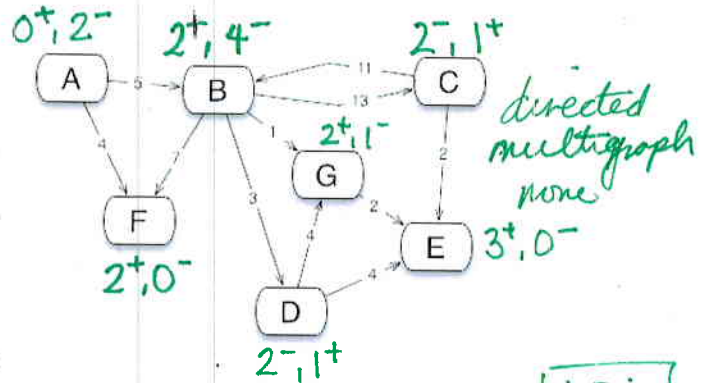 0⁺, 2⁻
2⁺, 4⁻
2⁻, 1⁺
A
5
B
11
13
C
directed
multigraph
none
4
7
1
2⁺, 1⁻
2
G
3
2
F
4
E
3⁺, 0⁻
2⁺, 0⁻
4
D
2⁻, 1⁺